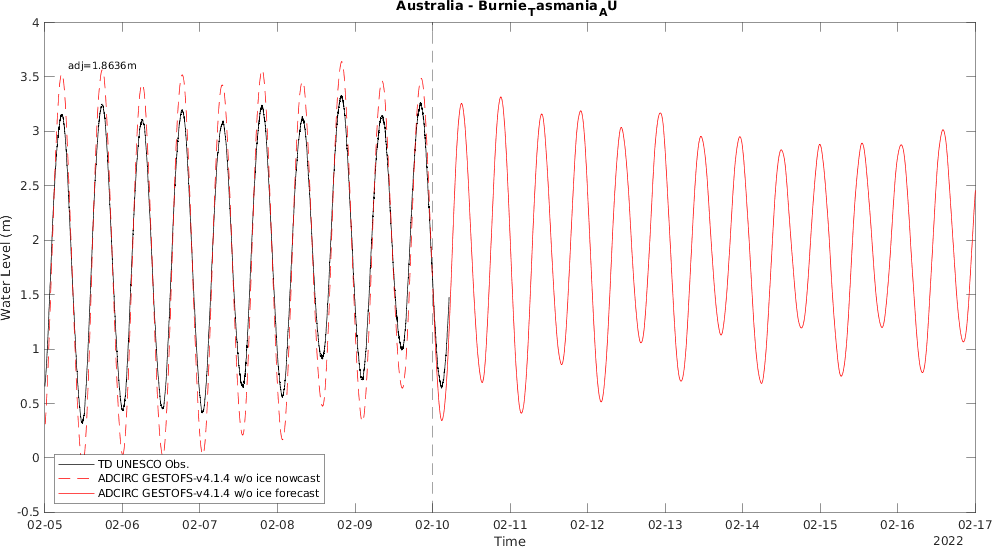 Australia - Burnie_Tasmania_AU
4
adj=1.8636m
3.5
3
2.5
2
1.5
1
0.5
0
-0.5
Water Level (m)
TD UNESCO Obs.
ADCIRC GESTOFS-v4.1.4 w/o ice nowcast
ADCIRC GESTOFS-v4.1.4 w/o ice forecast
02-05 02-06 02-07 02-08 02-09 02-10 02-11 02-12 02-13 02-14 02-15 02-16 02-17
Time
2022